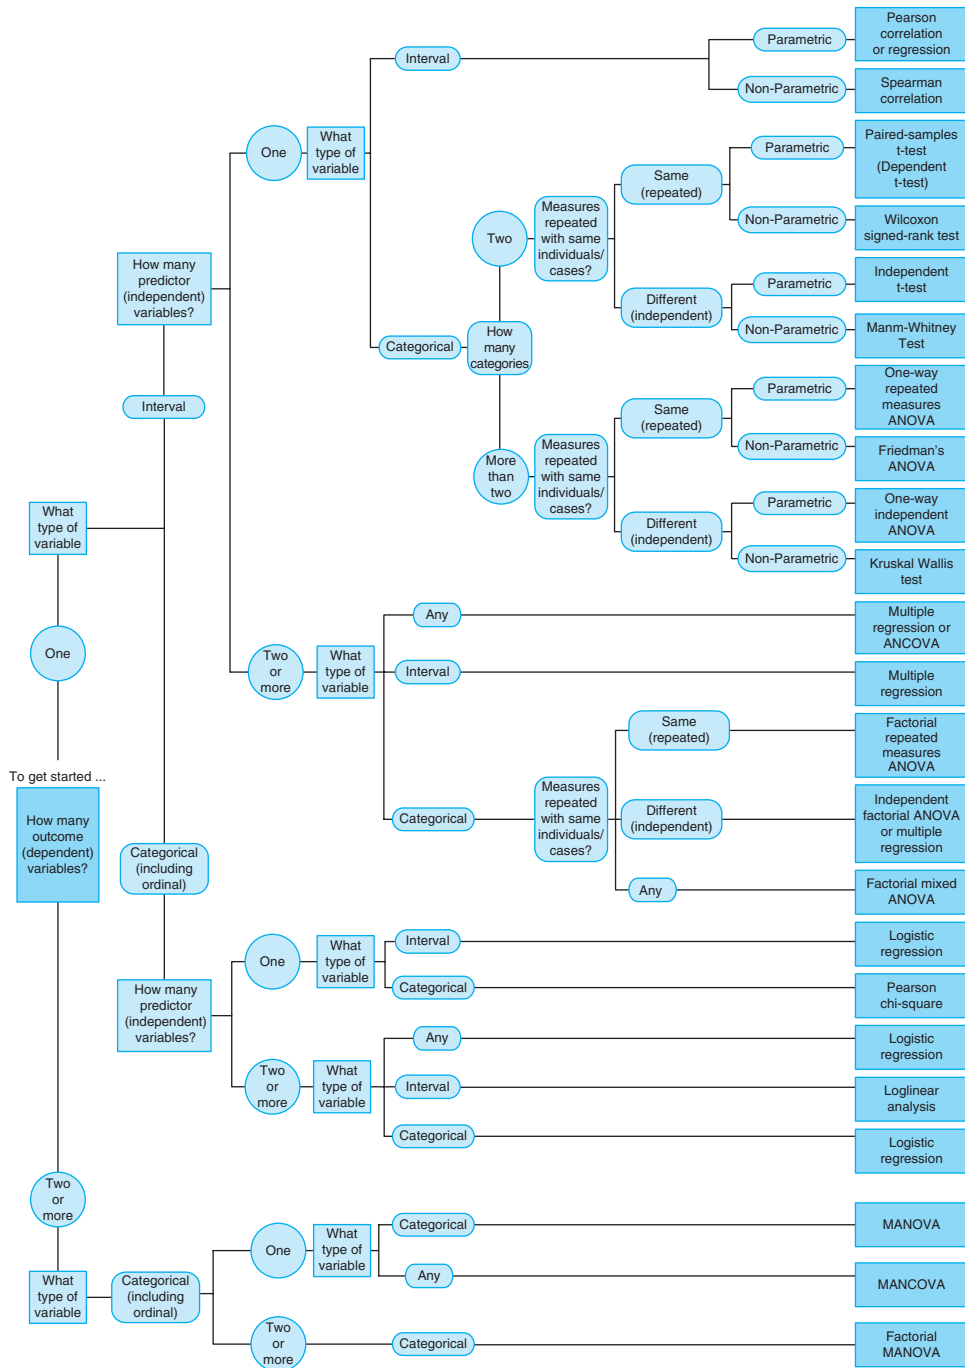 Parametric
Pearson
correlation
or regression
Interval
Non-Parametric
Spearman
correlation
One
What
type of
variable
Paired-samples
t-test
(Dependent
t-test)
Parametric
Same
(repeated)
Measures
repeated
with same
individuals/
cases?
Two
Non-Parametric
Wilcoxon
signed-rank test
How many
predictor
(independent)
variables?
Parametric
Independent
t-test
Different
(independent)
Non-Parametric
Manm-Whitney
Test
Categorical
How
many
categories
Interval
Parametric
One-way
repeated
measures
ANOVA
Same
(repeated)
Non-Parametric
Friedman's
ANOVA
More
than
two
Measures
repeated
with same
individuals/
cases?
What
type of
variable
Parametric
One-way
independent
ANOVA
Different
(independent)
Non-Parametric
Kruskal Wallis
test
One
Any
Multiple
regression or
ANCOVA
Two
or
more
What
type of
variable
Interval
Multiple
regression
Same
(repeated)
Factorial
repeated
measures
ANOVA
To get started ...
How many
outcome
(dependent)
variables?
Categorical
Measures
repeated
with same
individuals/
cases?
Different
(independent)
Independent
factorial ANOVA
or multiple
regression
Categorical
(including
ordinal)
Any
Factorial mixed
ANOVA
One
What
type of
variable
Interval
Logistic
regression
Categorical
Pearson
chi-square
How many
predictor
(independent)
variables?
Any
Logistic
regression
Two
or
more
What
type of
variable
Interval
Loglinear
analysis
Categorical
Logistic
regression
Two
or
more
One
What
type of
variable
Categorical
MANOVA
What
type of
variable
Categorical
(including
ordinal)
Any
MANCOVA
Two
or
more
Categorical
Factorial
MANOVA